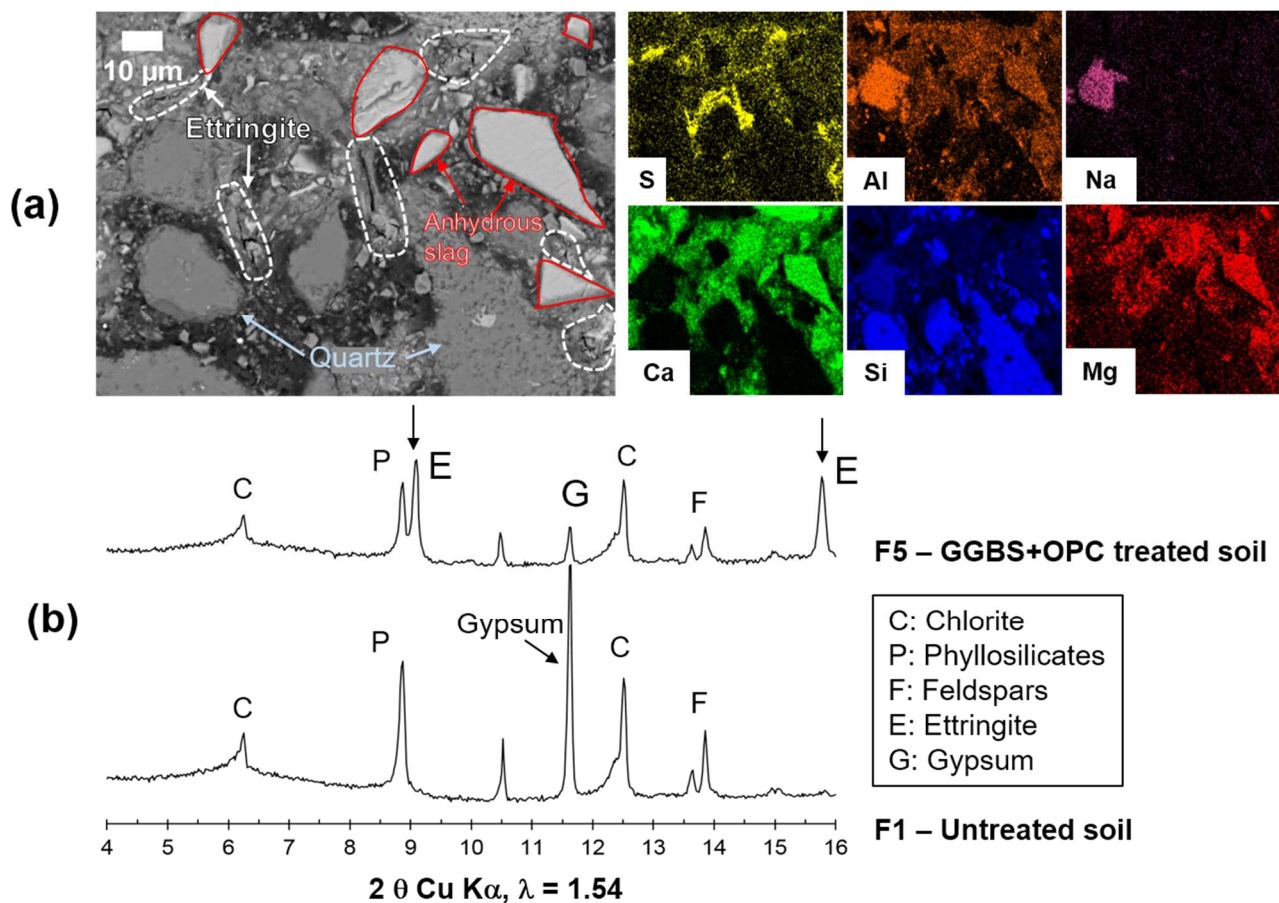 (a)
10 µm
Ettringite
Anhydrous
slag
Quartz
S
Al
Na
Ca
Si
Mg
(b)
C
P
E
G
C
F
E
F5 – GGBS+OPC treated soil
C
P
Gypsum
C
F
C: Chlorite
P: Phyllosilicates
F: Feldspars
E: Ettringite
G: Gypsum
F1 – Untreated soil
4 5 6 7 8 9 10 11 12 13 14 15 16
2 θ Cu Kα, λ = 1.54